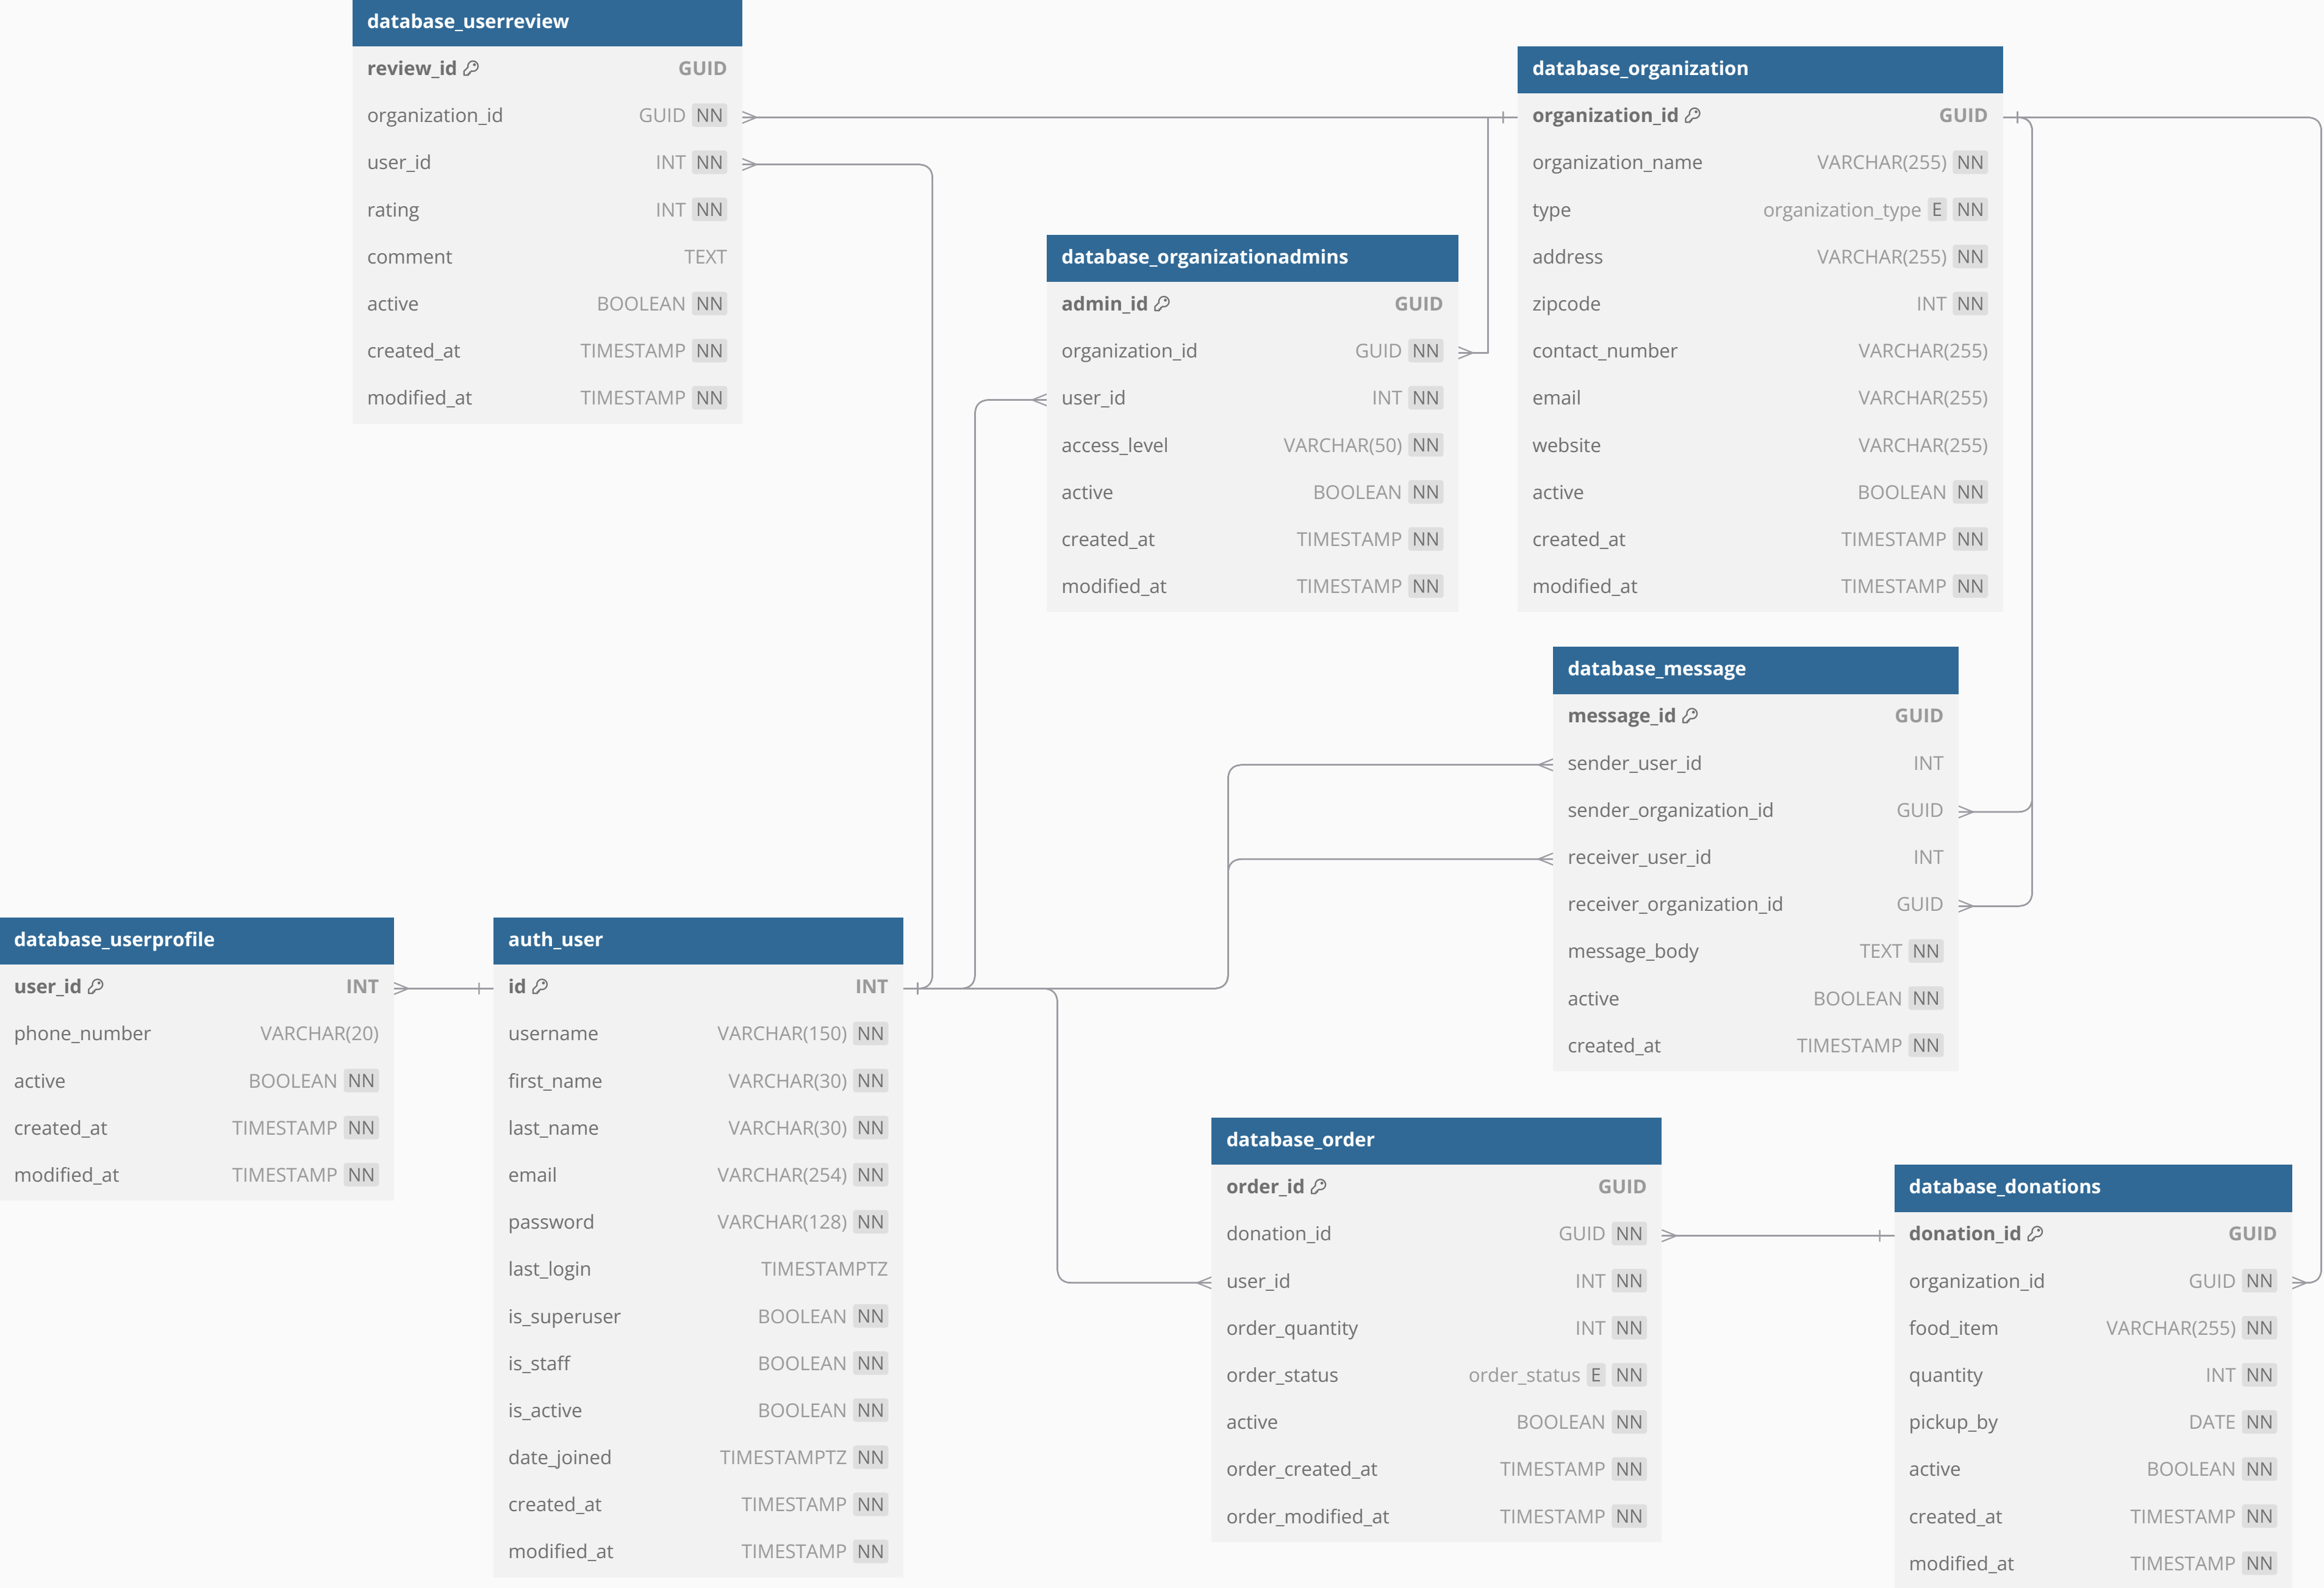 database_userreview
review_id GUID
organization_id GUID NN
user_id INT NN
rating INT NN
comment TEXT
active BOOLEAN NN
created_at TIMESTAMP NN
modified_at TIMESTAMP NN
database_organization
organization_id GUID
organization_name VARCHAR(255) NN
type organization_type E NN
address VARCHAR(255) NN
zipcode INT NN
contact_number VARCHAR(255)
email VARCHAR(255)
website VARCHAR(255)
active BOOLEAN NN
created_at TIMESTAMP NN
modified_at TIMESTAMP NN
database_organizationadmins
admin_id GUID
organization_id GUID NN
user_id INT NN
access_level VARCHAR(50) NN
active BOOLEAN NN
created_at TIMESTAMP NN
modified_at TIMESTAMP NN
database_message
message_id GUID
sender_user_id INT
sender_organization_id GUID
receiver_user_id INT
receiver_organization_id GUID
message_body TEXT NN
active BOOLEAN NN
created_at TIMESTAMP NN
database_userprofile
user_id INT
phone_number VARCHAR(20)
active BOOLEAN NN
created_at TIMESTAMP NN
modified_at TIMESTAMP NN
auth_user
id INT
username VARCHAR(150) NN
first_name VARCHAR(30) NN
last_name VARCHAR(30) NN
email VARCHAR(254) NN
password VARCHAR(128) NN
last_login TIMESTAMPTZ
is_superuser BOOLEAN NN
is_staff BOOLEAN NN
is_active BOOLEAN NN
date_joined TIMESTAMPTZ NN
created_at TIMESTAMP NN
modified_at TIMESTAMP NN
database_order
order_id GUID
donation_id GUID NN
user_id INT NN
order_quantity INT NN
order_status order_status E NN
active BOOLEAN NN
order_created_at TIMESTAMP NN
order_modified_at TIMESTAMP NN
database_donations
donation_id GUID
organization_id GUID NN
food_item VARCHAR(255) NN
quantity INT NN
pickup_by DATE NN
active BOOLEAN NN
created_at TIMESTAMP NN
modified_at TIMESTAMP NN